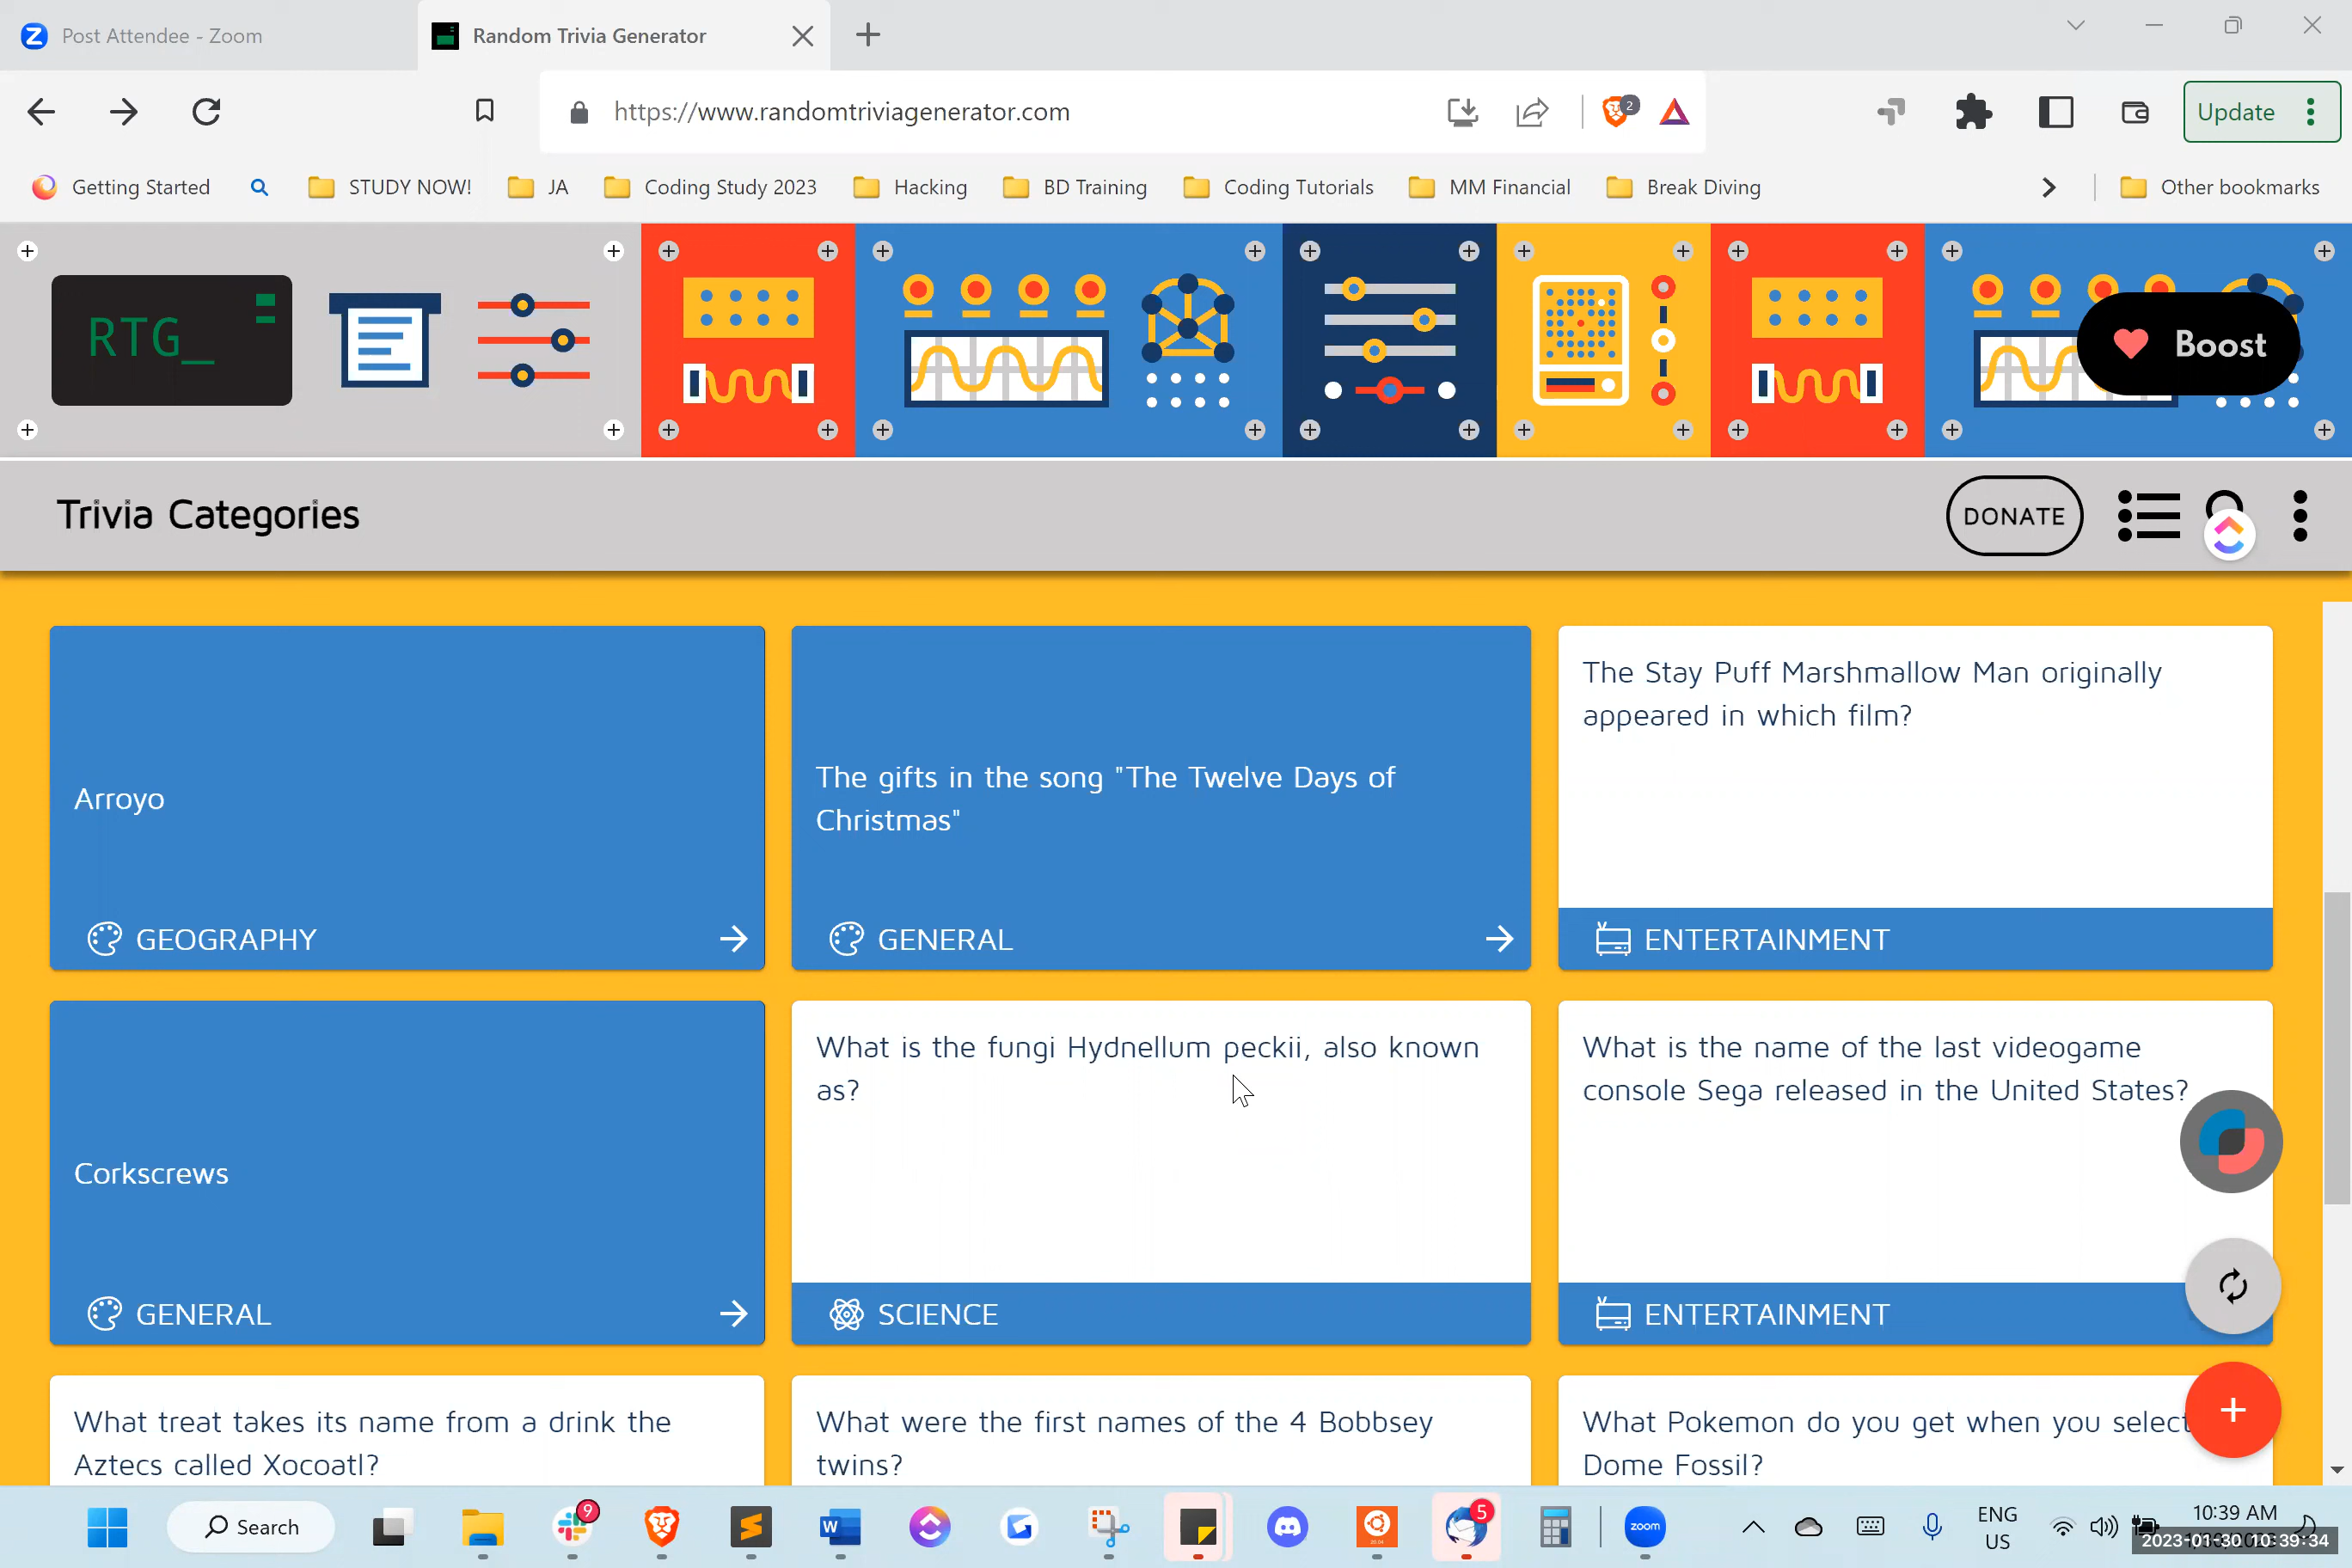 Post Attendee - Zoom
Random Trivia Generator
https://www.randomtriviagenerator.com
2
Update
Getting Started
STUDY NOW!
JA
Coding Study 2023
Hacking
BD Training
Coding Tutorials
MM Financial
Break Diving
Other bookmarks
RTG_
Boost
Trivia Categories
DONATE
Arroyo
GEOGRAPHY
The gifts in the song "The Twelve Days of
Christmas"
GENERAL
The Stay Puff Marshmallow Man originally
appeared in which film?
ENTERTAINMENT
Corkscrews
GENERAL
What is the fungi Hydnellum peckii, also known
as?
SCIENCE
What is the name of the last videogame
console Sega released in the United States?
ENTERTAINMENT
What treat takes its name from a drink the
Aztecs called Xocoatl?
What were the first names of the 4 Bobbsey
twins?
What Pokemon do you get when you select
Dome Fossil?
Search
9
5
zoom
ENG
US
10:39 AM
2023-01-30 10:39:34